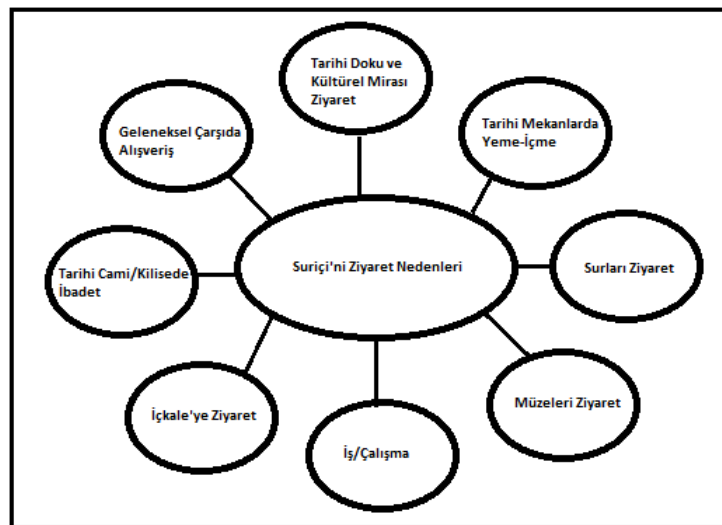 Tarihi Doku ve
Kültürel Mirası
Ziyaret
Geleneksel Çarşıda
Alışveriş
Tarihi Mekanlarda
Yeme-İçme
Suriçi'ni Ziyaret Nedenleri
Tarihi Cami/Kilisede
İbadet
Surları Ziyaret
İçkale'ye Ziyaret
Müzeleri Ziyaret
İş/Çalışma